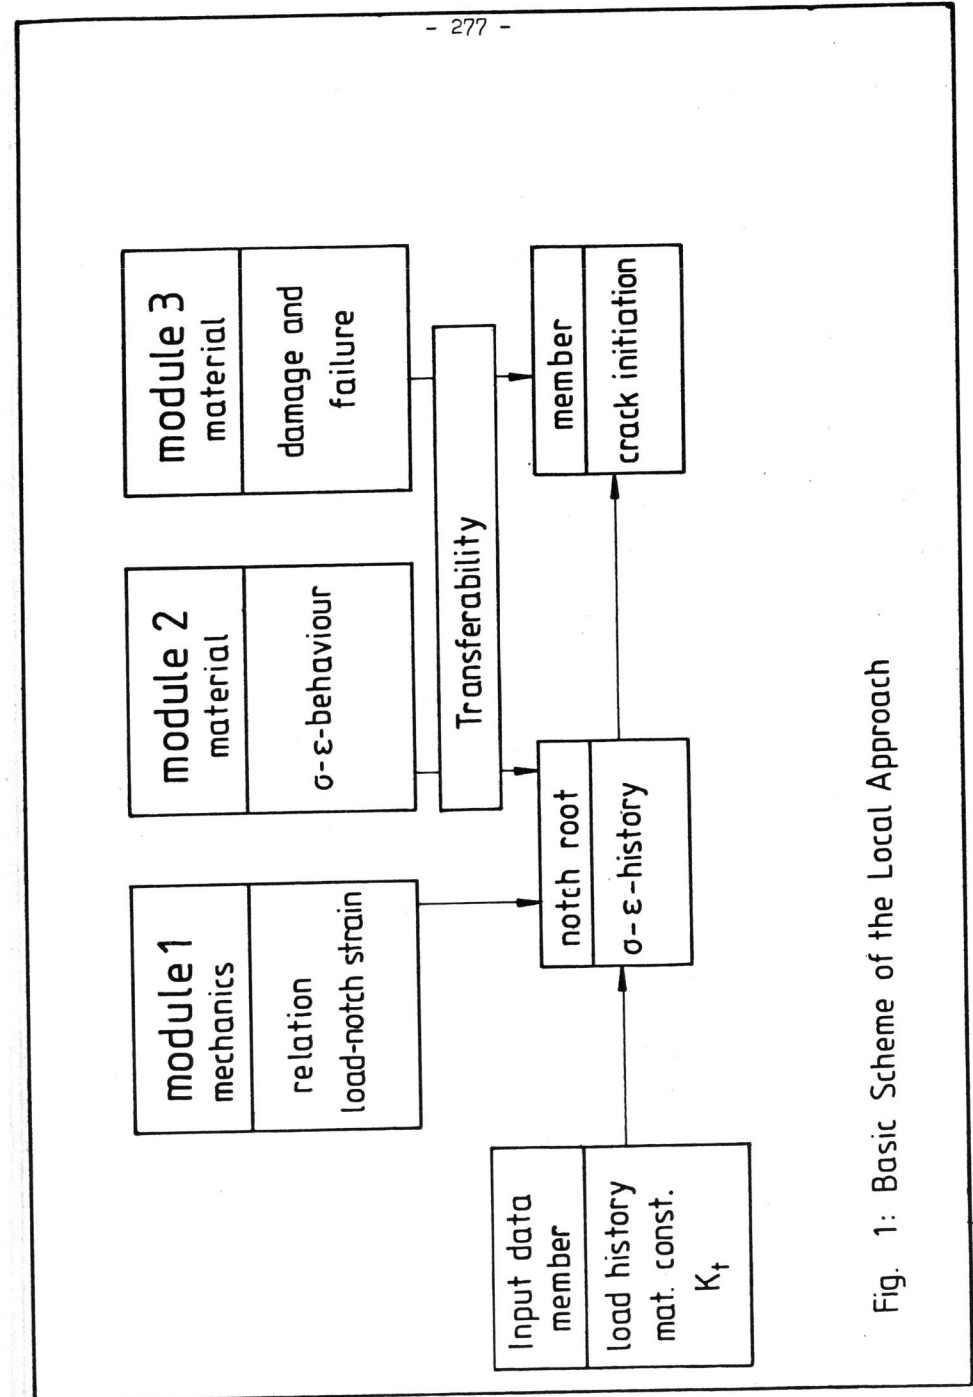 - 277 -
module 1
mechanics
relation
load-notch strain
module 2
material
σ-ε-behaviour
module 3
material
damage and
failure
Transferability
Input data
member
load history
mat. const.
Kt
notch root
σ-ε-history
member
crack initiation
Fig. 1: Basic Scheme of the Local Approach